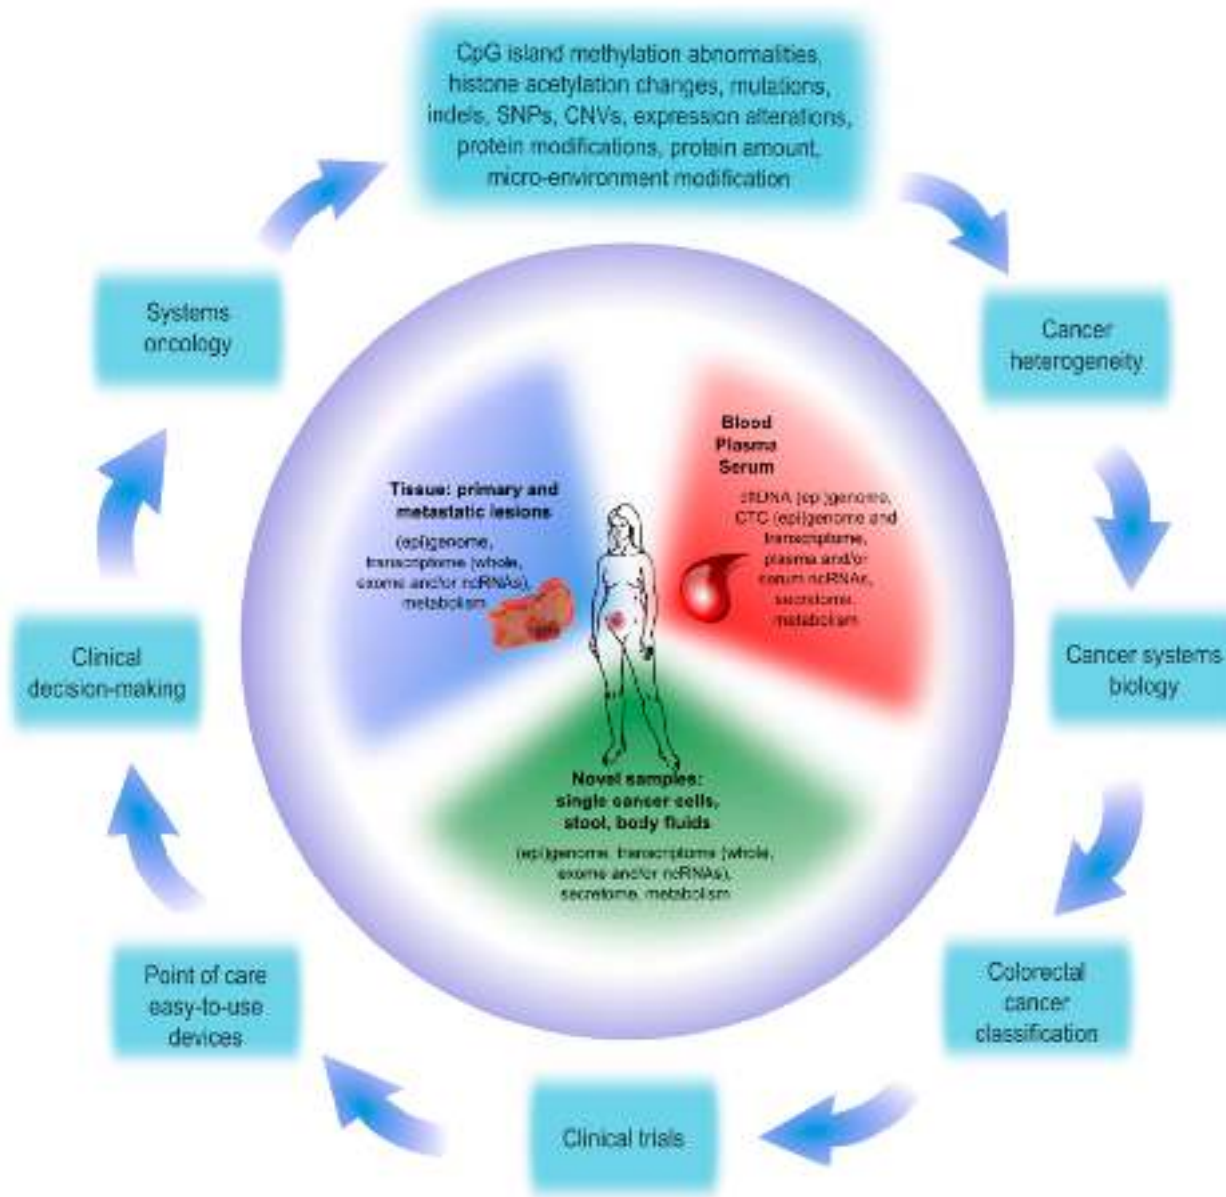 CpG island methylation abnormalities,
histone acetylation changes, mutations,
indels, SNPs, CNVs, expression alterations,
protein modifications, protein amount,
micro-environment modification
Systems
oncology
Cancer
heterogeneity
Blood
Plasma
Serum
(epi)genome,
CTC (epi)genome and
transcriptome,
plasma and/or
serum ncRNAs,
secretome,
metabolism
Tissue: primary and
metastatic lesions
(epi)genome,
transcriptome (whole,
exome and/or ncRNAs),
metabolism
Clinical
decision-making
Cancer systems
biology
Novel samples:
single cancer cells,
stool, body fluids
(epi)genome, transcriptome (whole,
exome and/or ncRNAs),
secretome, metabolism
Point of care
easy-to-use
devices
Colorectal
cancer
classification
Clinical trials